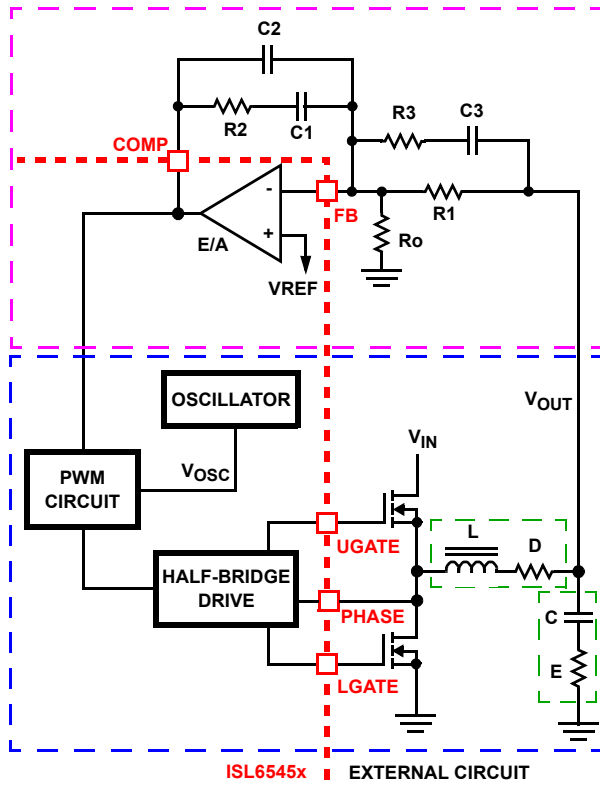 C2
R2
C1
R3
C3
COMP
R1
FB
-
+
E/A
Ro
VREF
OSCILLATOR
VOUT
VIN
PWM
CIRCUIT
VOSC
L
D
UGATE
HALF-BRIDGE
DRIVE
PHASE
C
E
LGATE
ISL6545x
EXTERNAL CIRCUIT